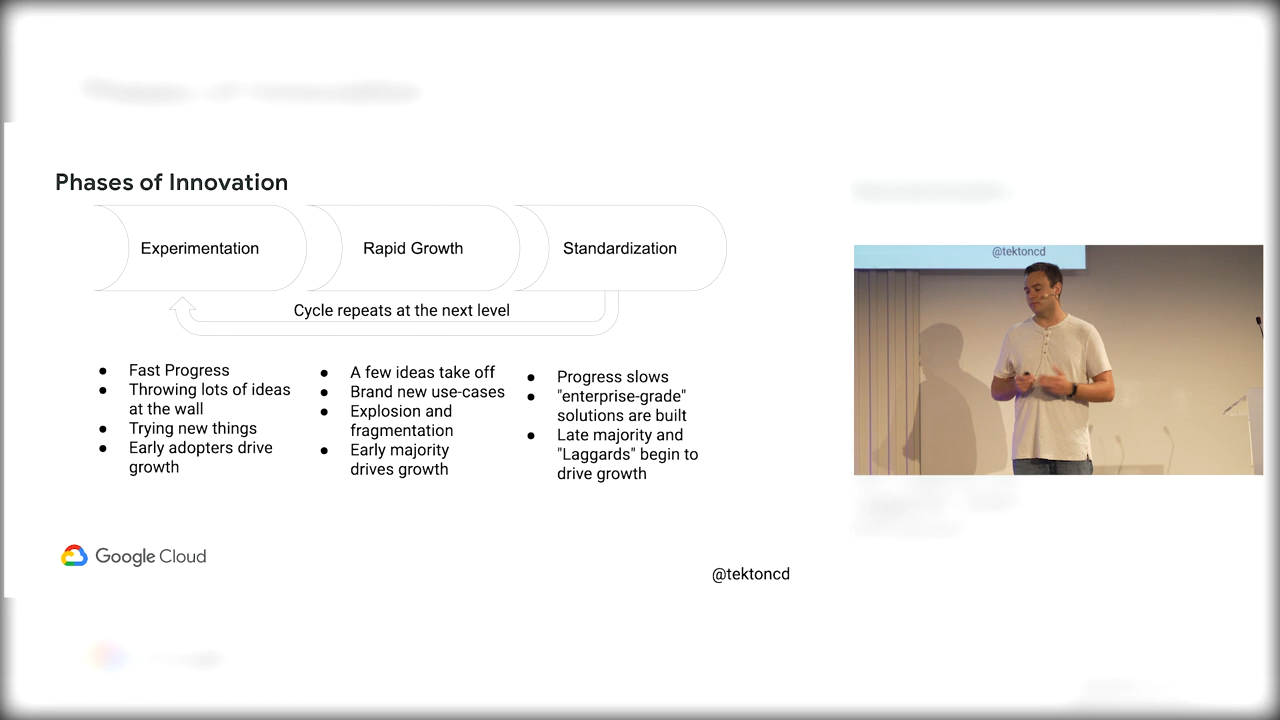 Phases of Innovation
Experimentation
Rapid Growth
Standardization
Cycle repeats at the next level
● Fast Progress
● Throwing lots of ideas
at the wall
● Trying new things
● Early adopters drive
growth
● A few ideas take off
● Brand new use-cases
● Explosion and
fragmentation
● Early majority
drives growth
● Progress slows
● "enterprise-grade"
solutions are built
● Late majority and
"Laggards" begin to
drive growth
Google Cloud
@tektoncd
@tektoncd